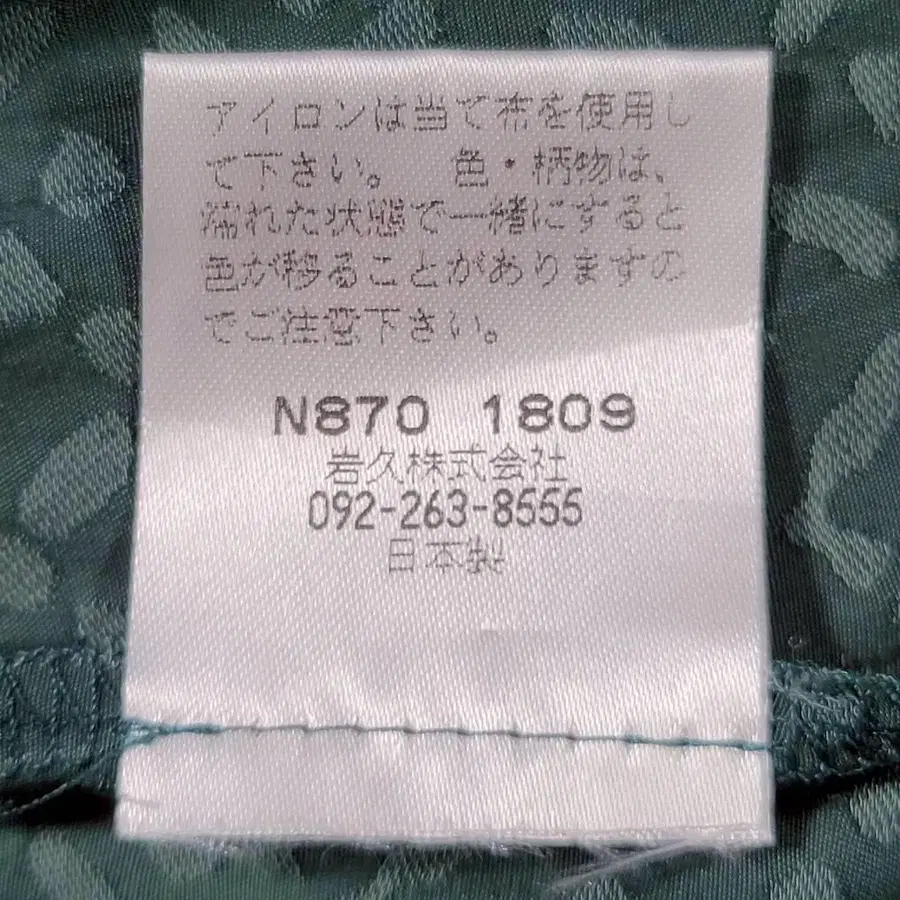 アイロンは当て布を使用し
て下さい。　色・柄物は、
濡れた状態で一緒にすると
色が移ることがありますの
でご注意下さい。
N870 1809
岩久株式会社
092-263-8555
日本製